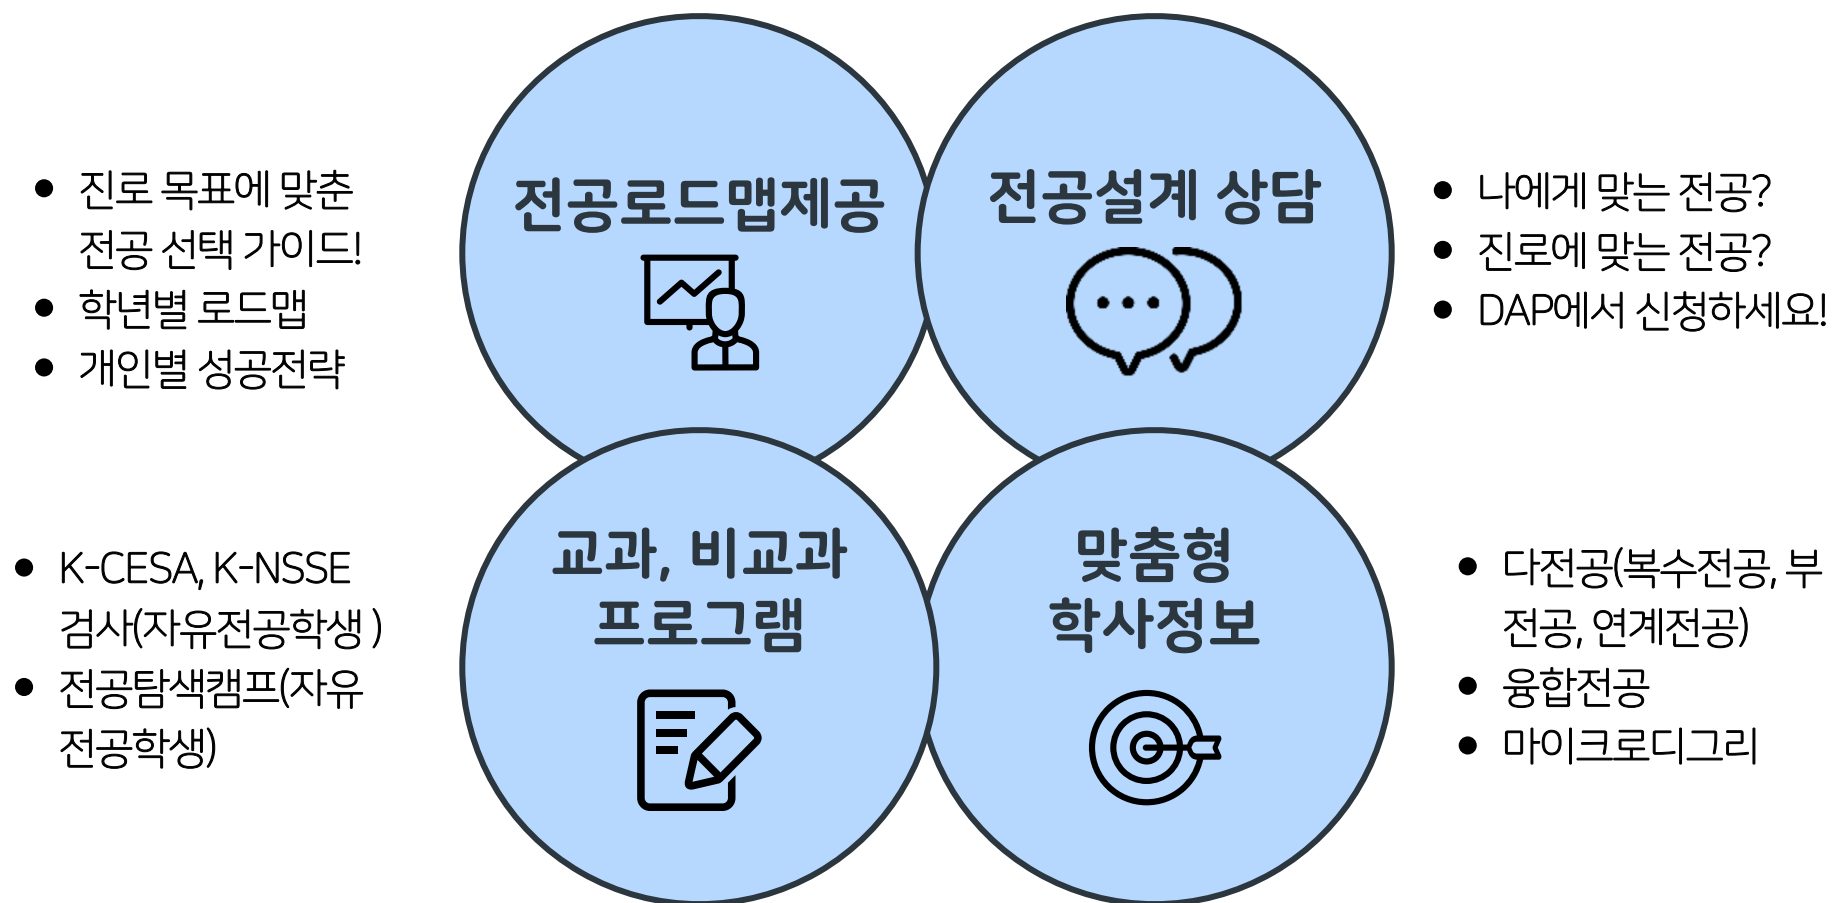 전공로드맵제공
• 진로 목표에 맞춘
전공 선택 가이드!
• 학년별 로드맵
• 개인별 성공전략
전공설계 상담
• 나에게 맞는 전공?
• 진로에 맞는 전공?
• DAP에서 신청하세요!
교과, 비교과
프로그램
• K-CESA, K-NSSE
검사(자유전공학생 )
• 전공탐색캠프(자유
전공학생)
맞춤형
학사정보
• 다전공(복수전공, 부
전공, 연계전공)
• 융합전공
• 마이크로디그리